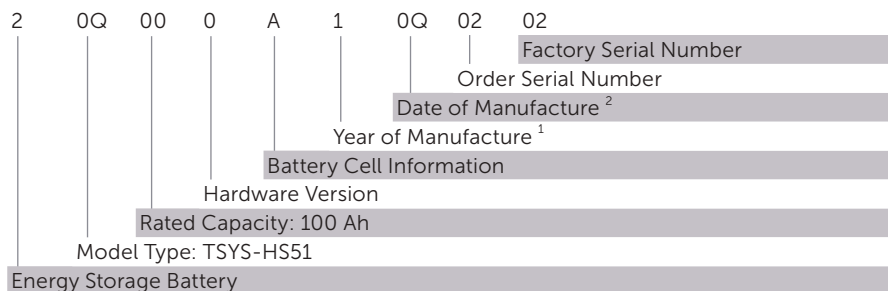 2 0Q 00 0 A 1 0Q 02 02
Factory Serial Number
Order Serial Number
Date of Manufacture 2
Year of Manufacture 1
Battery Cell Information
Hardware Version
Rated Capacity: 100 Ah
Model Type: TSYS-HS51
Energy Storage Battery